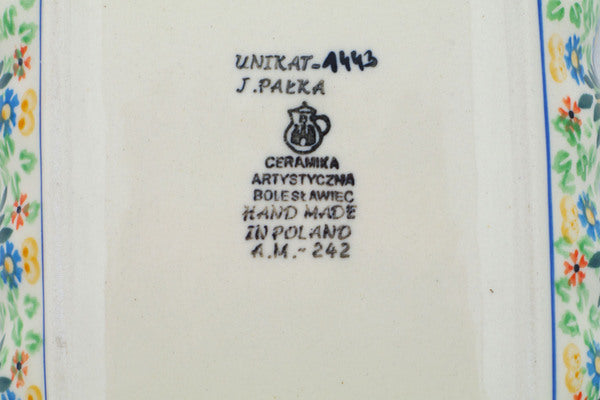 UNIKAT-1443
J.PAŁKA
CERAMIKA
ARTYSTYCZNA
BOLESŁAWIEC
HAND MADE
IN POLAND
A.M.-242